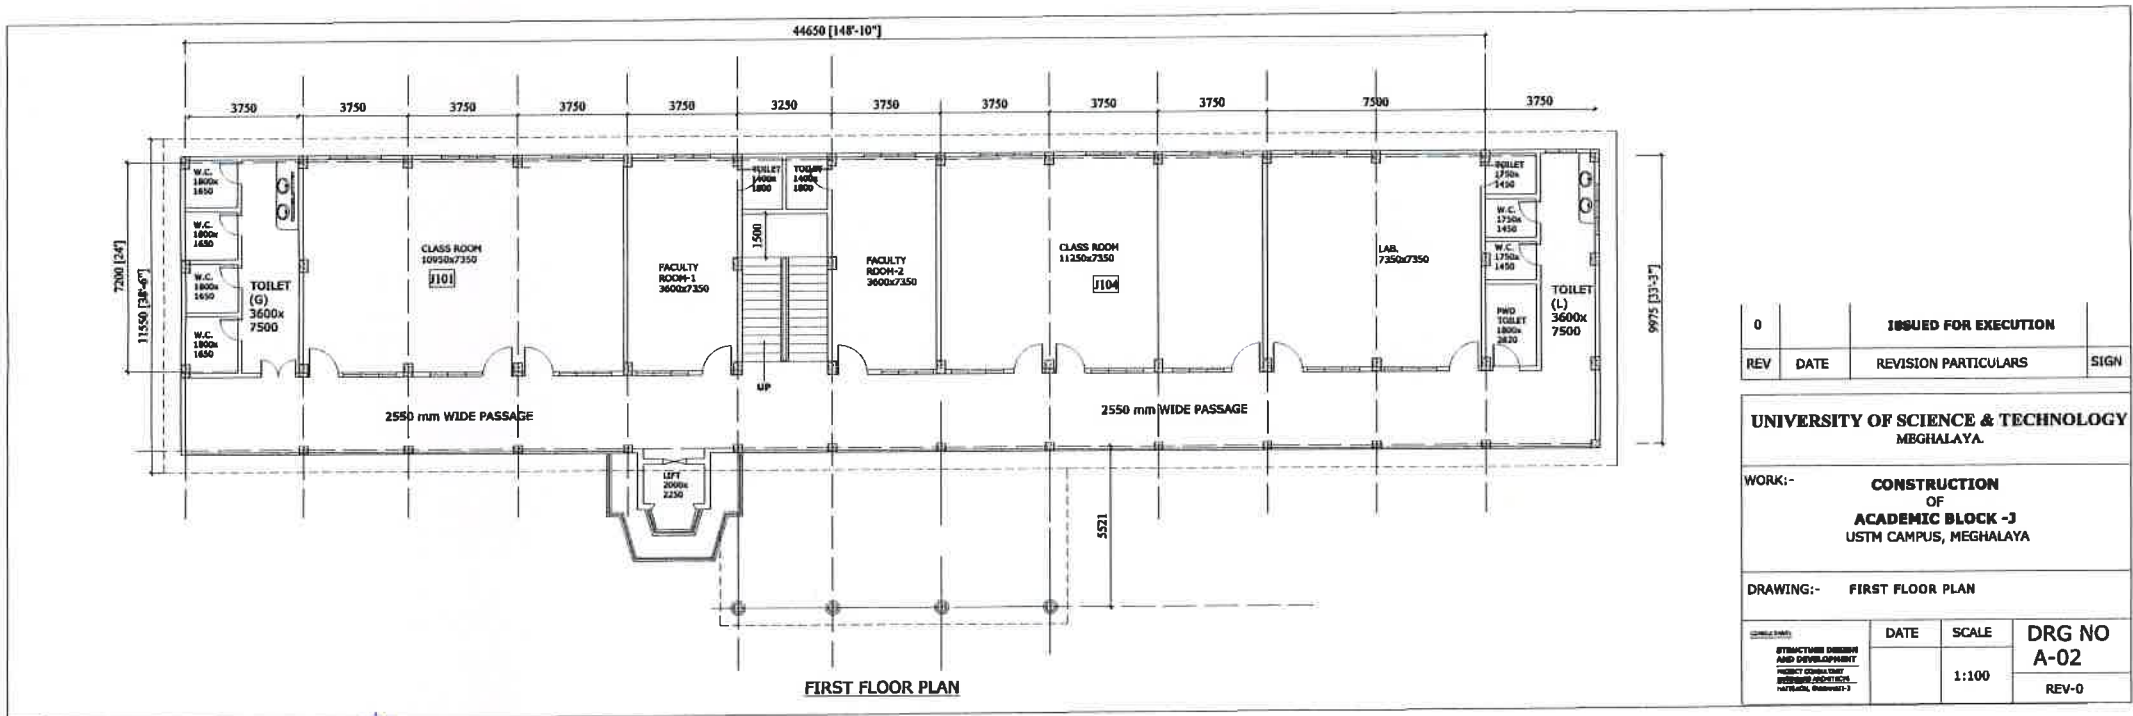 44650 [148'-10"]
3750
3750
3750
3750
3750
3250
3750
3750
3750
3750
7500
3750
W.C.
1800x
1650
W.C.
1800x
1650
W.C.
1800x
1650
W.C.
1800x
1650
TOILET
(G)
3600x
7500
7200 [24']
11550 [38'-6"]
CLASS ROOM
10950x7350
J101
FACULTY
ROOM-1
3600x7350
TOILET
1400x
1800
TOILET
1400x
1800
1500
UP
FACULTY
ROOM-2
3600x7350
CLASS ROOM
11250x7350
J104
LAB.
7350x7350
TOILET
1750x
1450
W.C.
1750x
1450
W.C.
1750x
1450
PWD
TOILET
1800x
2620
TOILET
(L)
3600x
7500
9975 [33'-3"]
2550 mm WIDE PASSAGE
2550 mm WIDE PASSAGE
LIFT
2000x
2250
5521
FIRST FLOOR PLAN
0 ISSUED FOR EXECUTION
REV DATE REVISION PARTICULARS SIGN
UNIVERSITY OF SCIENCE & TECHNOLOGY
MEGHALAYA.
WORK:- CONSTRUCTION
OF
ACADEMIC BLOCK -J
USTM CAMPUS, MEGHALAYA
DRAWING:- FIRST FLOOR PLAN
STRUCTURE DESIGN
AND DEVELOPMENT
PROJECT CONSULTANT
DATE SCALE DRG NO
A-02
1:100
REV-0